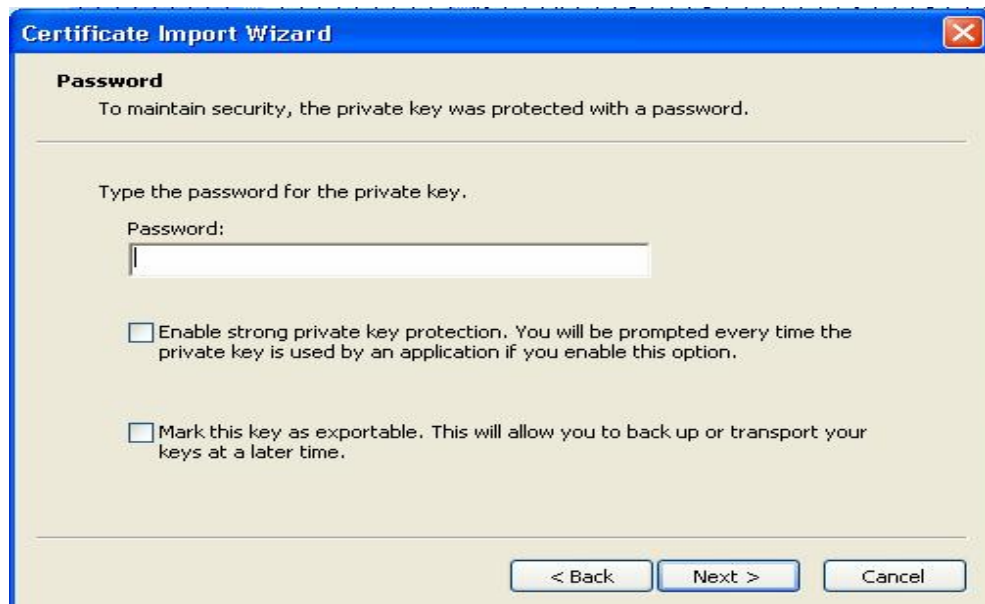 Certificate Import Wizard
Password
To maintain security, the private key was protected with a password.
Type the password for the private key.
Password:
Enable strong private key protection. You will be prompted every time the
private key is used by an application if you enable this option.
Mark this key as exportable. This will allow you to back up or transport your
keys at a later time.
< Back
Next >
Cancel